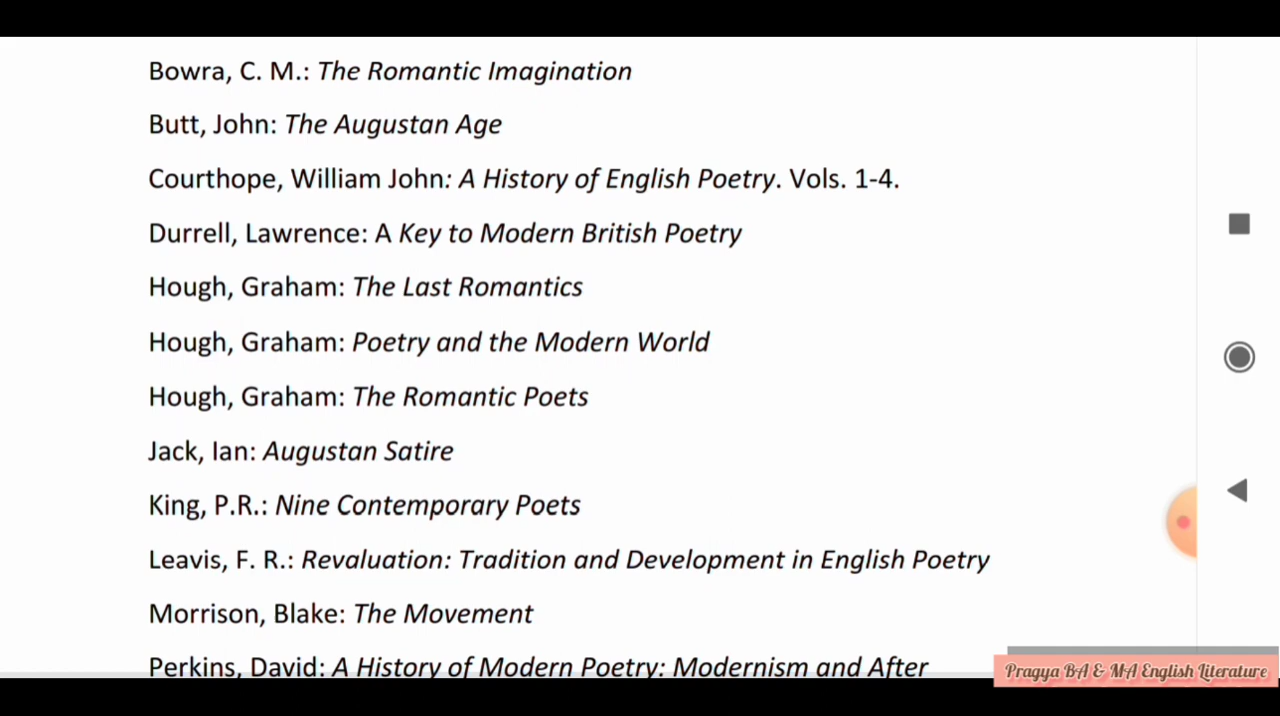 Bowra, C. M.: The Romantic Imagination
Butt, John: The Augustan Age
Courthope, William John: A History of English Poetry. Vols. 1-4.
Durrell, Lawrence: A Key to Modern British Poetry
Hough, Graham: The Last Romantics
Hough, Graham: Poetry and the Modern World
Hough, Graham: The Romantic Poets
Jack, Ian: Augustan Satire
King, P.R.: Nine Contemporary Poets
Leavis, F. R.: Revaluation: Tradition and Development in English Poetry
Morrison, Blake: The Movement
Perkins, David: A History of Modern Poetry: Modernism and After
Pragya BA & MA English Literature